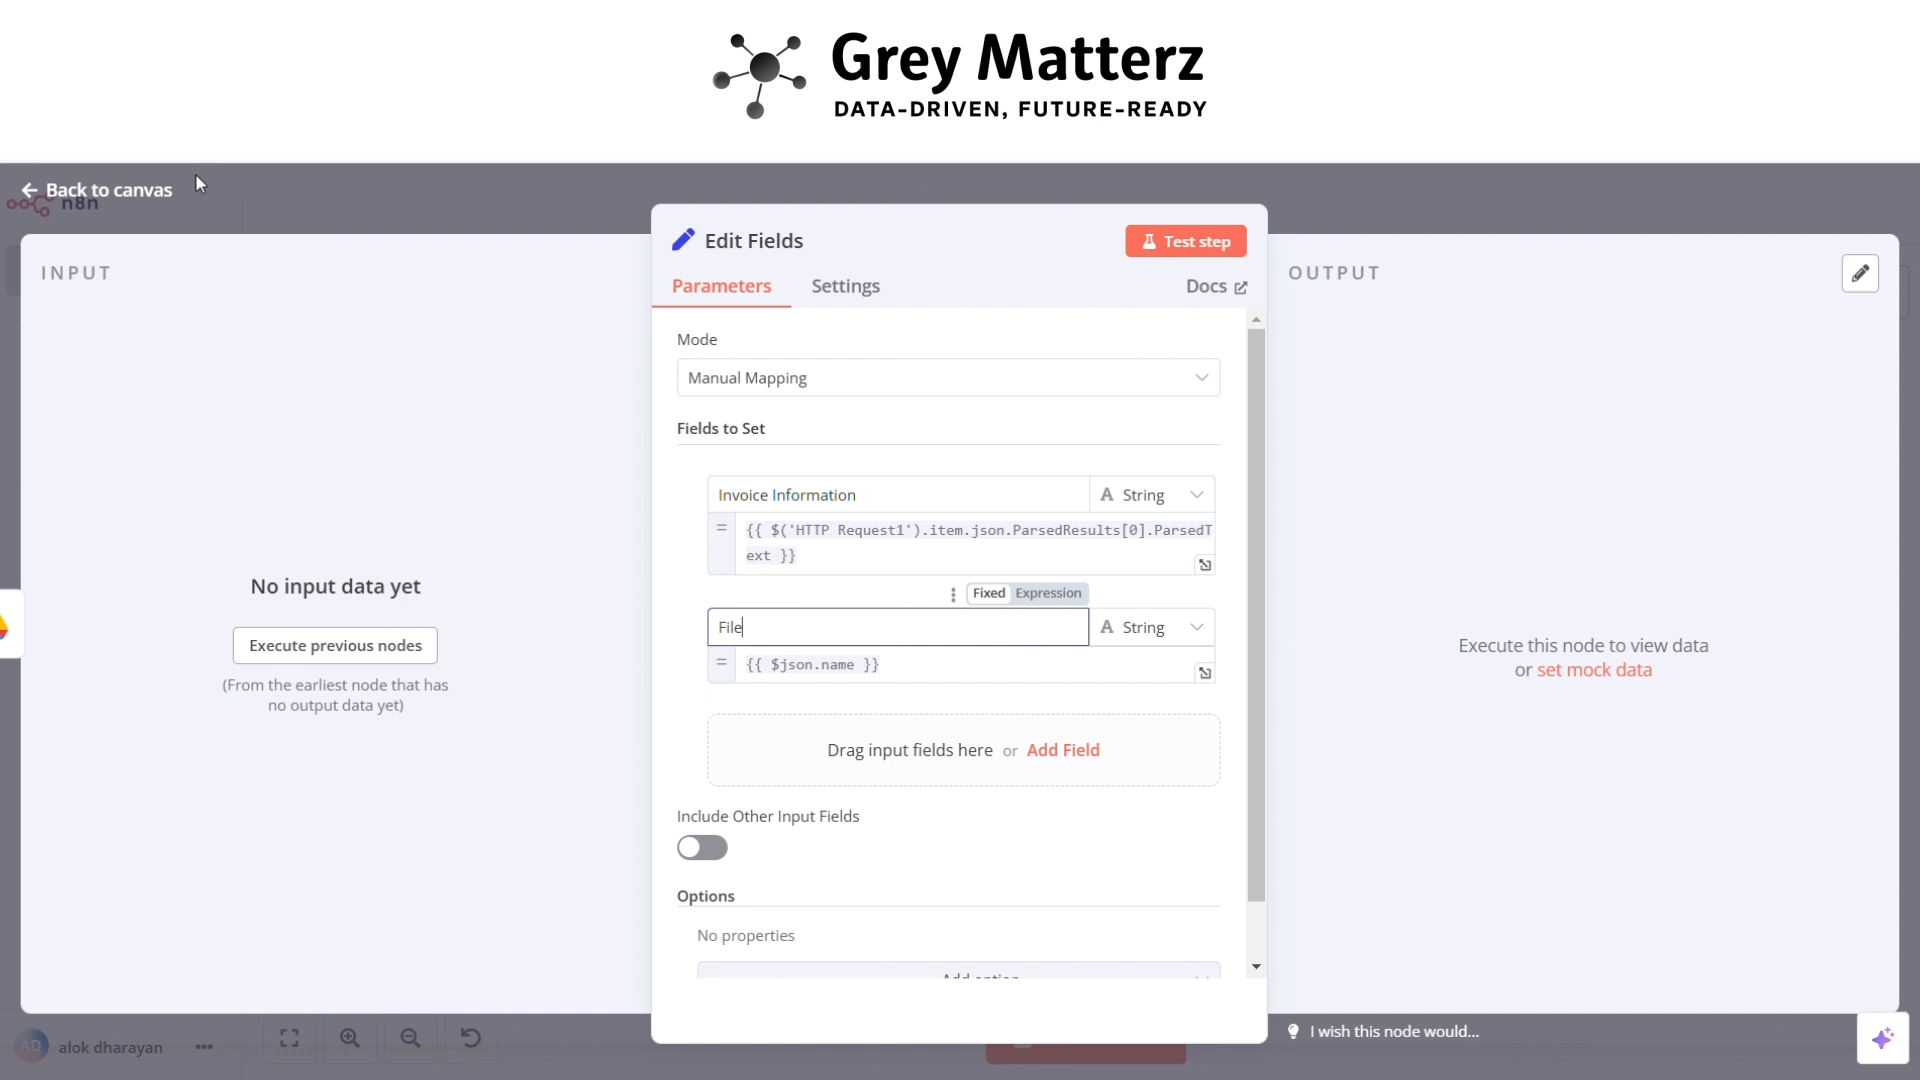 Grey Matterz
DATA-DRIVEN, FUTURE-READY
Back to canvas
n8n
Edit Fields
Test step
INPUT
Parameters
Settings
Docs
OUTPUT
Mode
Manual Mapping
Fields to Set
Invoice Information
A String
= {{ $('HTTP Request1').item.json.ParsedResults[0].ParsedT
ext }}
Fixed Expression
File
A String
= {{ $json.name }}
No input data yet
Execute previous nodes
(From the earliest node that has
no output data yet)
Execute this node to view data
or set mock data
Drag input fields here or Add Field
Include Other Input Fields
Options
No properties
Add option
I wish this node would...
AD
alok dharayan